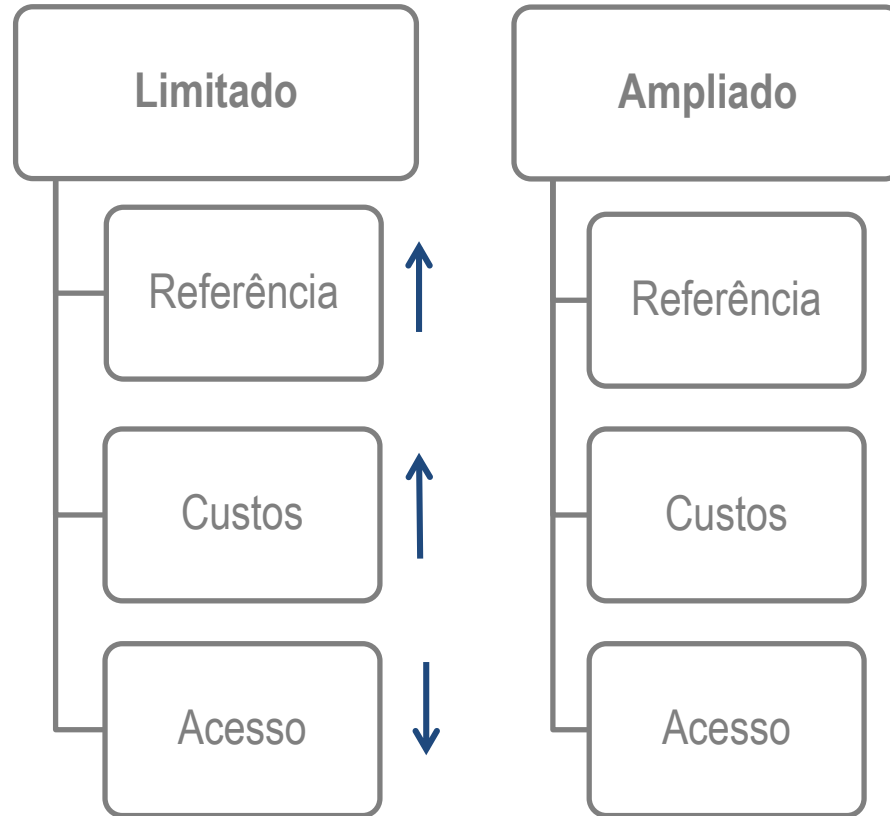 Limitado
Referência
Custos
Acesso
Ampliado
Referência
Custos
Acesso